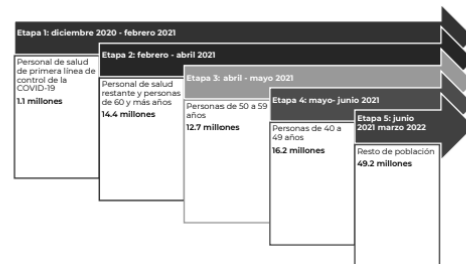 Etapa 1: diciembre 2020 - febrero 2021
Personal de salud
de primera línea de
control de la
COVID-19
1.1 millones
Etapa 2: febrero - abril 2021
Personal de salud
restante y personas
de 60 y más años
14.4 millones
Etapa 3: abril - mayo 2021
Personas de 50 a 59
años
12.7 millones
Etapa 4: mayo- junio 2021
Personas de 40 a
49 años
16.2 millones
Etapa 5: junio
2021 marzo 2022
Resto de población
49.2 millones